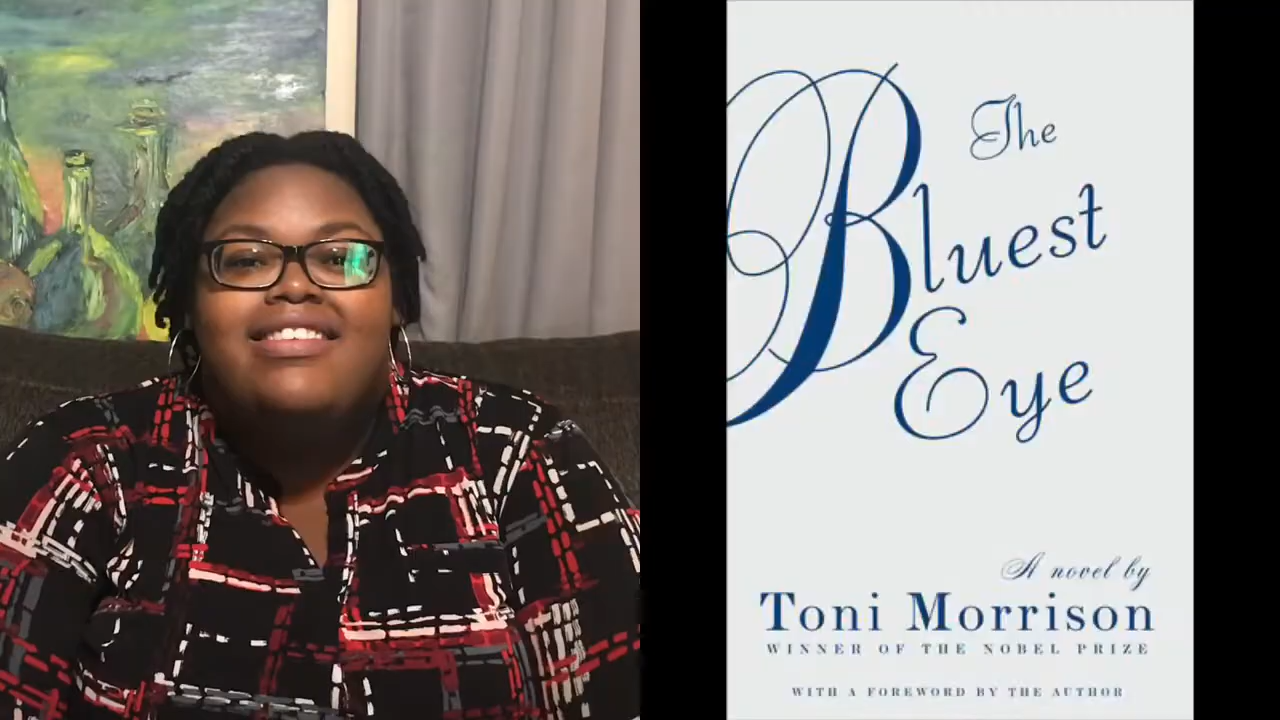 The
Bluest
Eye
A novel by
Toni Morrison
WINNER OF THE NOBEL PRIZE
WITH A FOREWORD BY THE AUTHOR